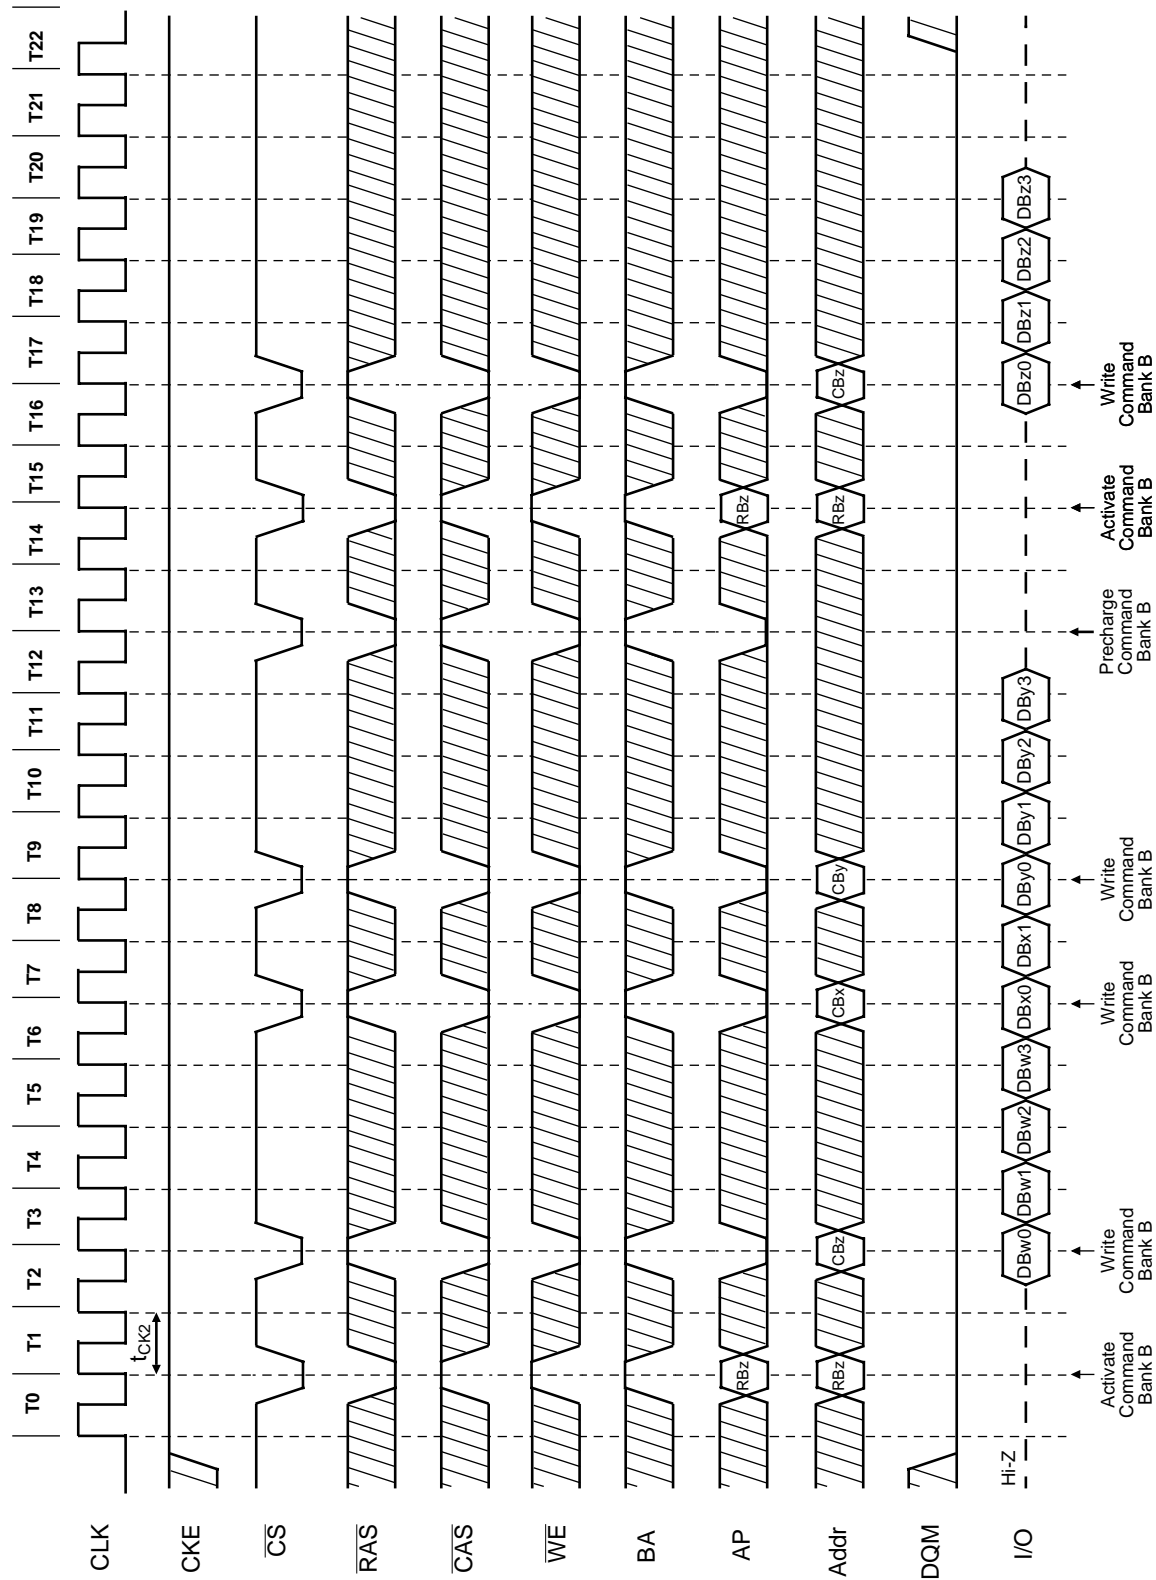 T0 T1 T2 T3 T4 T5 T6 T7 T8 T9 T10 T11 T12 T13 T14 T15 T16 T17 T18 T19 T20 T21 T22
CLK
tCK2
CKE
CS
RAS
CAS
WE
BA
AP
RBz RBz
Addr
RBz CBz CBx CBy RBz CBz
DQM
I/O
Hi-Z
DBw0 DBw1 DBw2 DBw3 DBx0 DBx1 DBy0 DBy1 DBy2 DBy3 DBz0 DBz1 DBz2 DBz3
Activate
Command
Bank B
Write
Command
Bank B
Write
Command
Bank B
Write
Command
Bank B
Precharge
Command
Bank B
Activate
Command
Bank B
Write
Command
Bank B